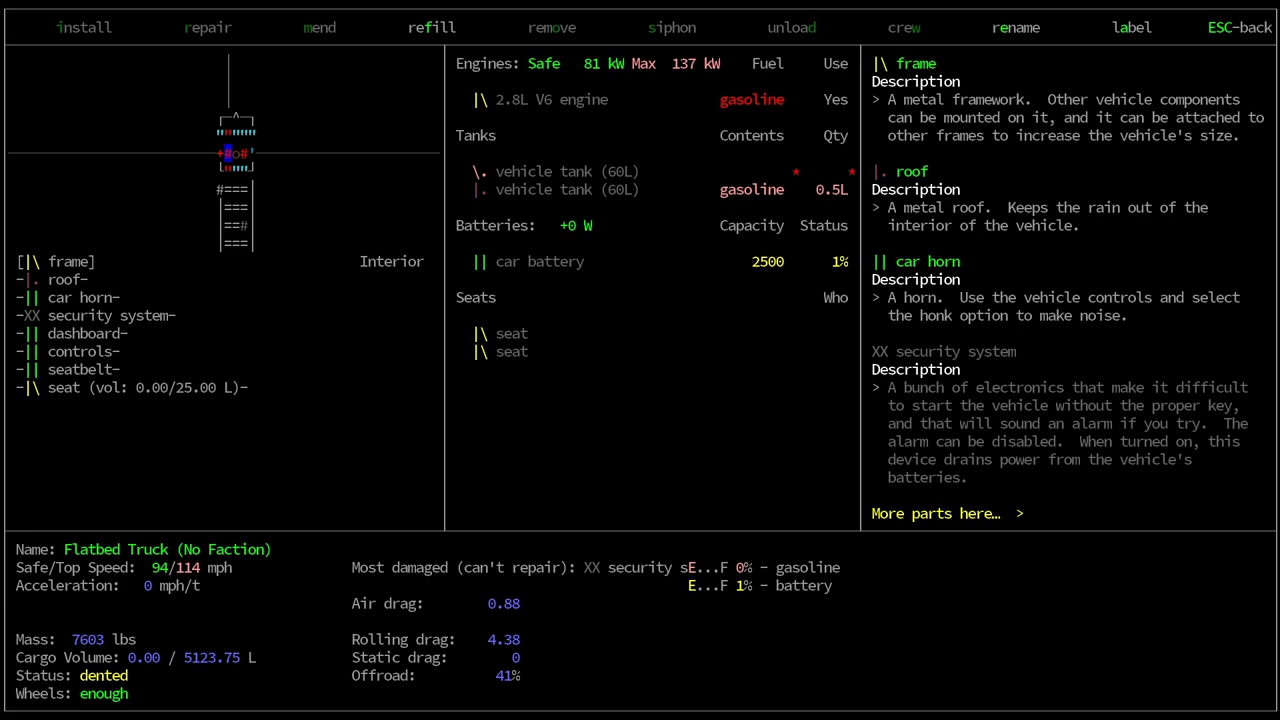 install repair mend refill remove siphon unload crew rename label ESC-back
Engines: Safe 81 kW Max 137 kW Fuel Use
|\ 2.8L V6 engine gasoline Yes
Tanks Contents Qty
\. vehicle tank (60L) * *
|. vehicle tank (60L) gasoline 0.5L
Batteries: +0 W Capacity Status
|| car battery 2500 1%
Seats Who
|\ seat
|\ seat
[|\ frame] Interior
-|. roof-
-|| car horn-
-XX security system-
-|| dashboard-
-|| controls-
-|| seatbelt-
-|\ seat (vol: 0.00/25.00 L)-
|\ frame
Description
> A metal framework. Other vehicle components
can be mounted on it, and it can be attached to
other frames to increase the vehicle's size.
|. roof
Description
> A metal roof. Keeps the rain out of the
interior of the vehicle.
|| car horn
Description
> A horn. Use the vehicle controls and select
the honk option to make noise.
XX security system
Description
> A bunch of electronics that make it difficult
to start the vehicle without the proper key,
and that will sound an alarm if you try. The
alarm can be disabled. When turned on, this
device drains power from the vehicle's
batteries.
More parts here… >
Name: Flatbed Truck (No Faction)
Safe/Top Speed: 94/114 mph Most damaged (can't repair): XX security sE...F 0% - gasoline
Acceleration: 0 mph/t E...F 1% - battery
Air drag: 0.88
Mass: 7603 lbs Rolling drag: 4.38
Cargo Volume: 0.00 / 5123.75 L Static drag: 0
Status: dented Offroad: 41%
Wheels: enough